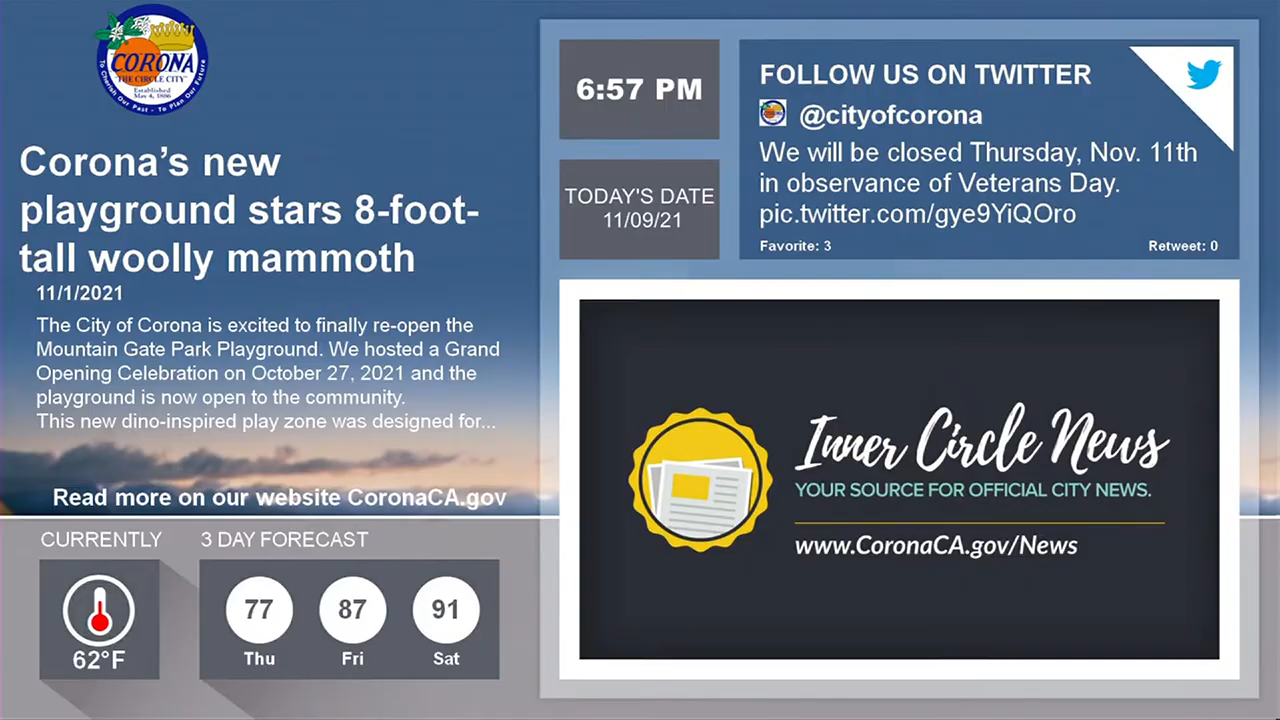 CORONA
"THE CIRCLE CITY"
Established
May 4, 1886
To Cherish Our Past - To Plan Our Future
Corona’s new
playground stars 8-foot-
tall woolly mammoth
11/1/2021
The City of Corona is excited to finally re-open the
Mountain Gate Park Playground. We hosted a Grand
Opening Celebration on October 27, 2021 and the
playground is now open to the community.
This new dino-inspired play zone was designed for...
Read more on our website CoronaCA.gov
CURRENTLY
62°F
3 DAY FORECAST
77 87 91
Thu Fri Sat
6:57 PM
TODAY'S DATE
11/09/21
FOLLOW US ON TWITTER
@cityofcorona
We will be closed Thursday, Nov. 11th
in observance of Veterans Day.
pic.twitter.com/gye9YiQOro
Favorite: 3 Retweet: 0
Inner Circle News
YOUR SOURCE FOR OFFICIAL CITY NEWS.
www.CoronaCA.gov/News